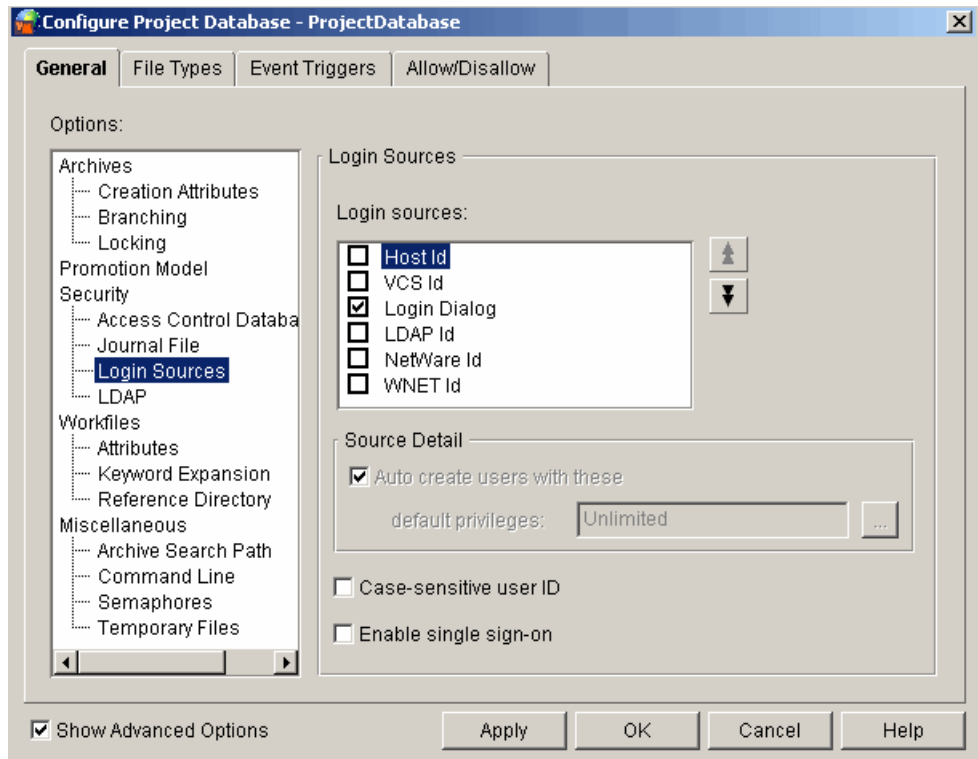 Configure Project Database - ProjectDatabase
General
File Types
Event Triggers
Allow/Disallow
Options:
Archives
Creation Attributes
Branching
Locking
Promotion Model
Security
Access Control Databa
Journal File
Login Sources
LDAP
Workfiles
Attributes
Keyword Expansion
Reference Directory
Miscellaneous
Archive Search Path
Command Line
Semaphores
Temporary Files
Login Sources
Login sources:
Host Id
VCS Id
Login Dialog
LDAP Id
NetWare Id
WNET Id
Source Detail
Auto create users with these
default privileges:
Unlimited
...
Case-sensitive user ID
Enable single sign-on
Show Advanced Options
Apply
OK
Cancel
Help